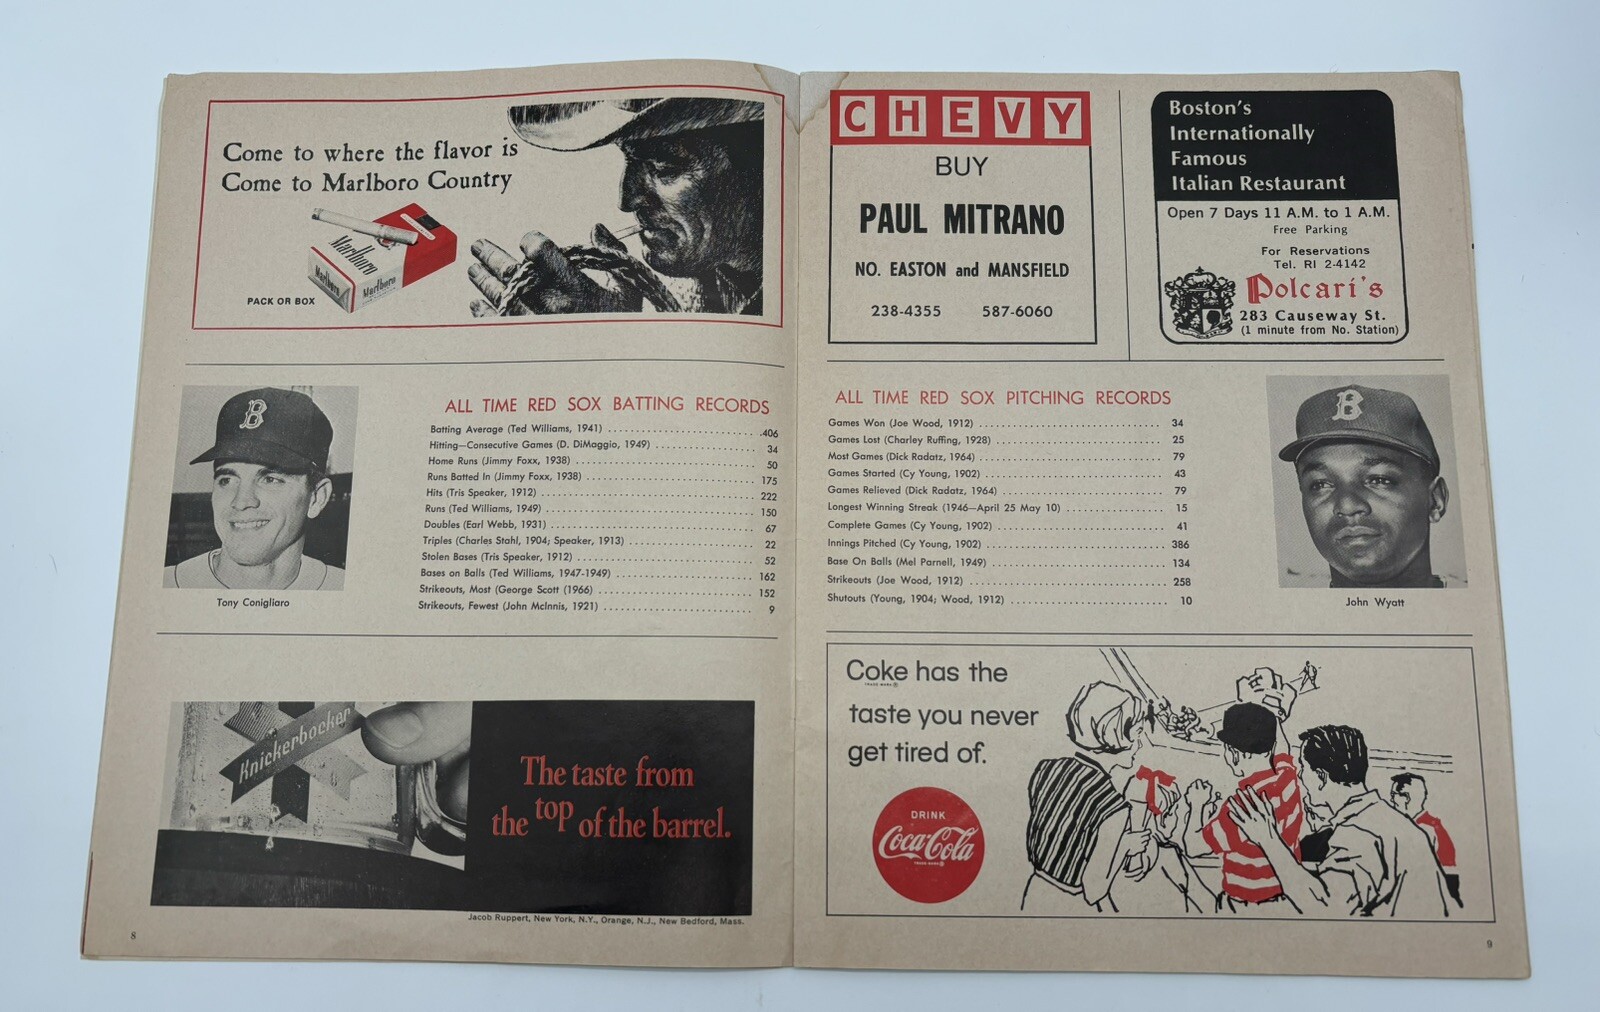 Come to where the flavor is
Come to Marlboro Country
Marlboro
Marlboro
Marlboro
PACK OR BOX
B
Tony Conigliaro
ALL TIME RED SOX BATTING RECORDS
Batting Average (Ted Williams, 1941) .406
Hitting—Consecutive Games (D. DiMaggio, 1949) 34
Home Runs (Jimmy Foxx, 1938) 50
Runs Batted In (Jimmy Foxx, 1938) 175
Hits (Tris Speaker, 1912) 222
Runs (Ted Williams, 1949) 150
Doubles (Earl Webb, 1931) 67
Triples (Charles Stahl, 1904; Speaker, 1913) 22
Stolen Bases (Tris Speaker, 1912) 52
Bases on Balls (Ted Williams, 1947-1949) 162
Strikeouts, Most (George Scott (1966) 152
Strikeouts, Fewest (John McInnis, 1921) 9
Knickerbocker
The taste from
the top of the barrel.
Jacob Ruppert, New York, N.Y., Orange, N.J., New Bedford, Mass.
8
CHEVY
BUY
PAUL MITRANO
NO. EASTON and MANSFIELD
238-4355 587-6060
Boston's
Internationally
Famous
Italian Restaurant
Open 7 Days 11 A.M. to 1 A.M.
Free Parking
For Reservations
Tel. RI 2-4142
Polcari's
283 Causeway St.
(1 minute from No. Station)
ALL TIME RED SOX PITCHING RECORDS
Games Won (Joe Wood, 1912) 34
Games Lost (Charley Ruffing, 1928) 25
Most Games (Dick Radatz, 1964) 79
Games Started (Cy Young, 1902) 43
Games Relieved (Dick Radatz, 1964) 79
Longest Winning Streak (1946—April 25 May 10) 15
Complete Games (Cy Young, 1902) 41
Innings Pitched (Cy Young, 1902) 386
Base On Balls (Mel Parnell, 1949) 134
Strikeouts (Joe Wood, 1912) 258
Shutouts (Young, 1904; Wood, 1912) 10
B
John Wyatt
Coke has the
TRADE MARK ®
taste you never
get tired of.
DRINK
Coca-Cola
TRADE MARK ®
9